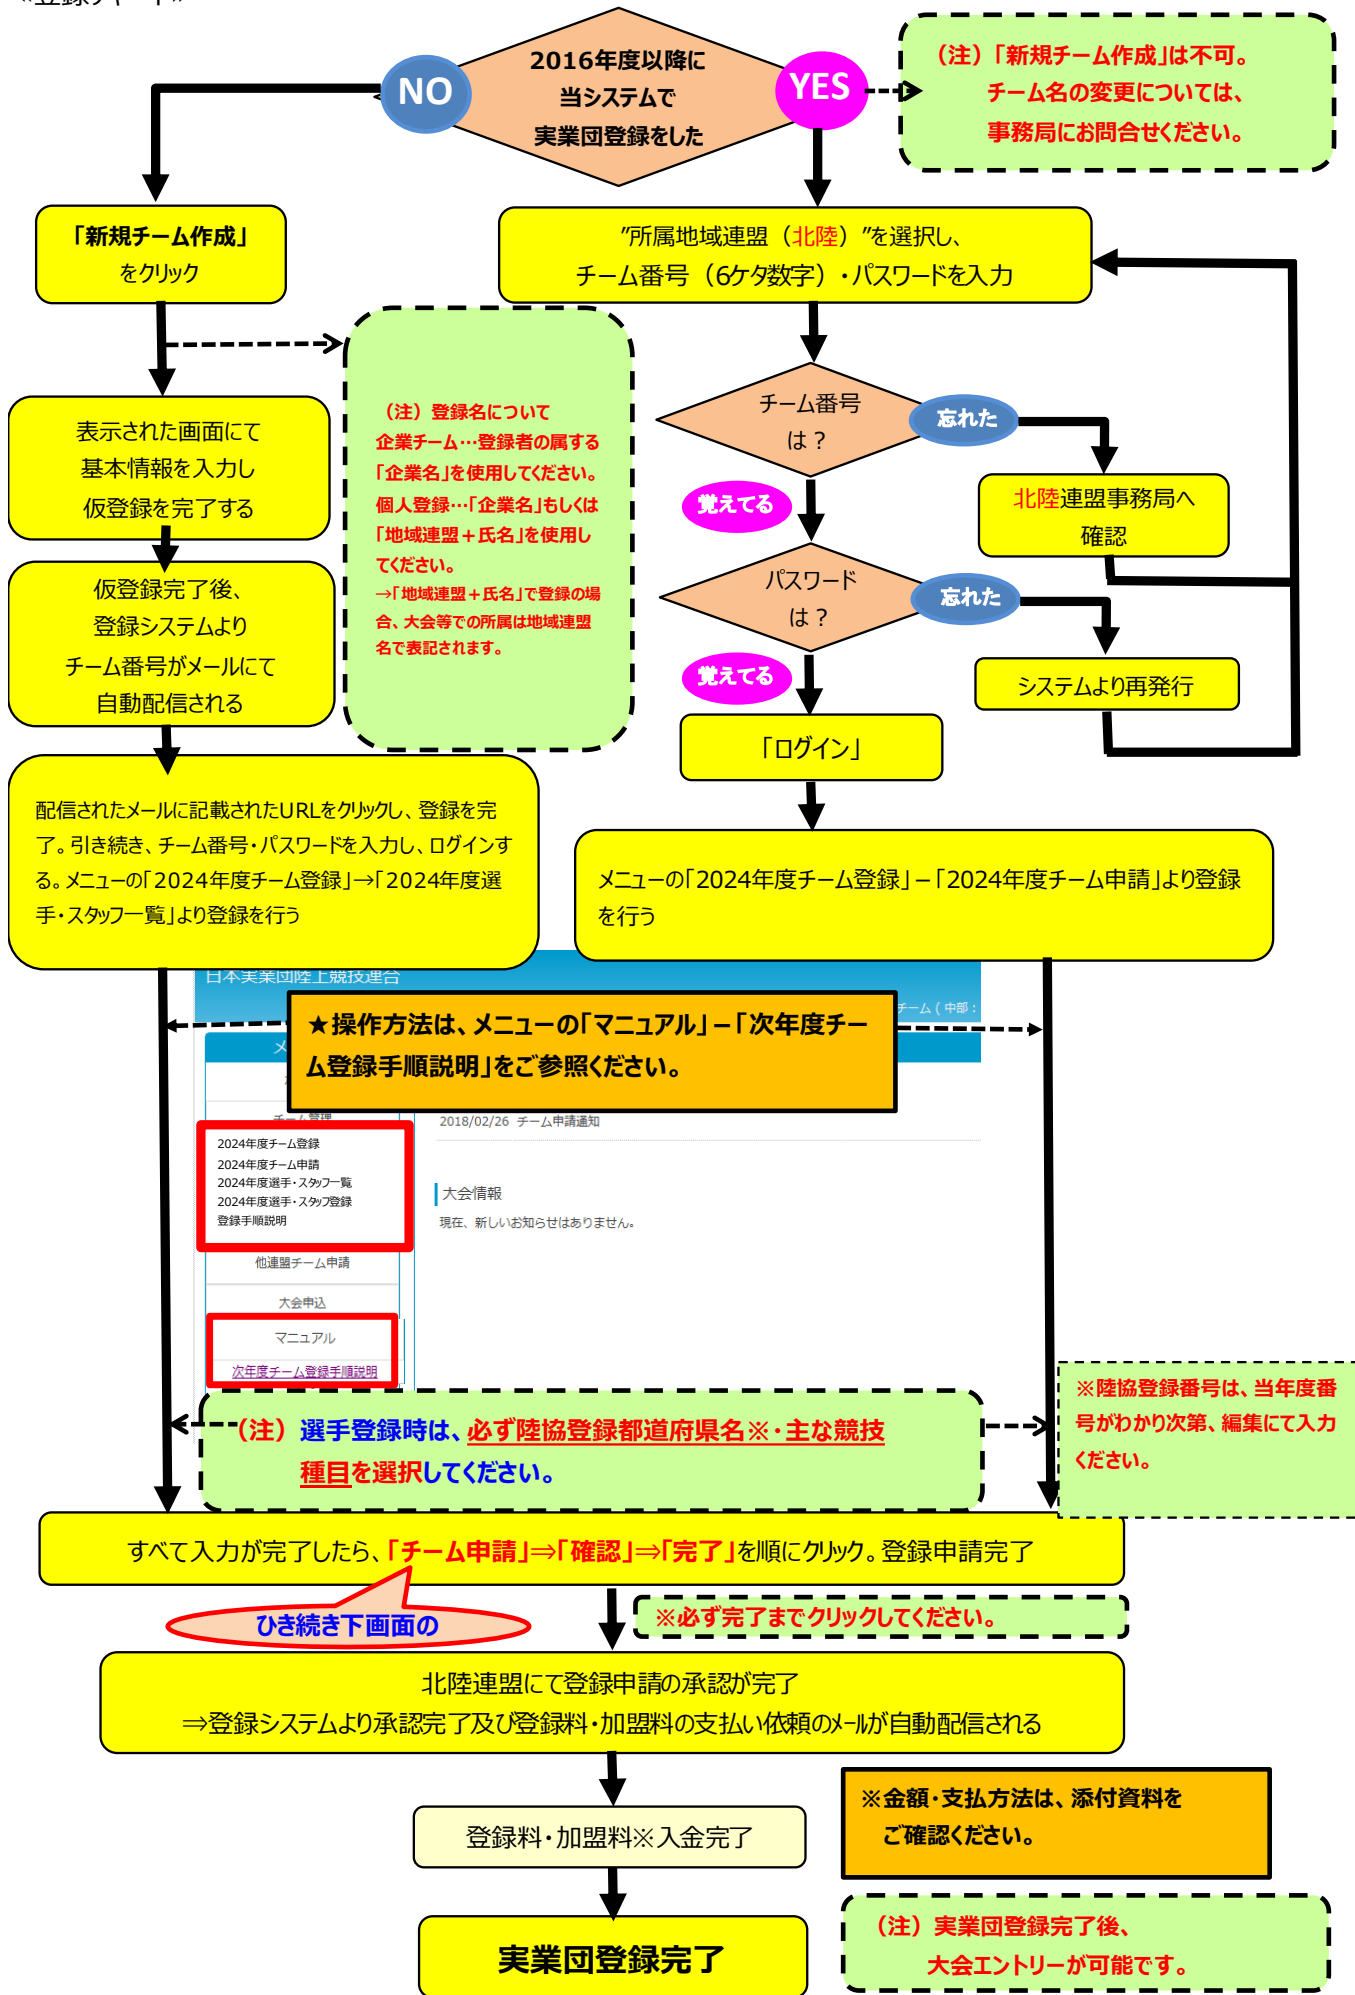 ≪登録チャート≫
2016年度以降に
当システムで
実業団登録をした
NO
YES
（注）「新規チーム作成」は不可。
チーム名の変更については、
事務局にお問合せください。
「新規チーム作成」
をクリック
”所属地域連盟（北陸）”を選択し、
チーム番号（6ケタ数字）・パスワードを入力
（注）登録名について
企業チーム…登録者の属する
「企業名」を使用してください。
個人登録…「企業名」もしくは
「地域連盟＋氏名」を使用し
てください。
→「地域連盟＋氏名」で登録の場
合、大会等での所属は地域連盟
名で表記されます。
チーム番号
は？
忘れた
覚えてる
北陸連盟事務局へ
確認
表示された画面にて
基本情報を入力し
仮登録を完了する
パスワード
は？
忘れた
覚えてる
システムより再発行
仮登録完了後、
登録システムより
チーム番号がメールにて
自動配信される
「ログイン」
配信されたメールに記載されたURLをクリックし、登録を完
了。引き続き、チーム番号・パスワードを入力し、ログインす
る。メニューの「2024年度チーム登録」→「2024年度選
手・スタッフ一覧」より登録を行う
メニューの「2024年度チーム登録」－「2024年度チーム申請」より登録
を行う
日本実業団陸上競技連合
チーム ( 中部 :
★操作方法は、メニューの「マニュアル」－「次年度チー
ム登録手順説明」をご参照ください。
メ
チーム管理
2018/02/26 チーム申請通知
2024年度チーム登録
2024年度チーム申請
2024年度選手・スタッフ一覧
2024年度選手・スタッフ登録
登録手順説明
大会情報
現在、新しいお知らせはありません。
他連盟チーム申請
大会申込
マニュアル
次年度チーム登録手順説明
（注）選手登録時は、必ず陸協登録都道府県名※・主な競技
種目を選択してください。
※陸協登録番号は、当年度番
号がわかり次第、編集にて入力
ください。
すべて入力が完了したら、「チーム申請」⇒「確認」⇒「完了」を順にクリック。登録申請完了
ひき続き下画面の
※必ず完了までクリックしてください。
北陸連盟にて登録申請の承認が完了
⇒登録システムより承認完了及び登録料・加盟料の支払い依頼のメールが自動配信される
登録料・加盟料※入金完了
※金額・支払方法は、添付資料を
ご確認ください。
実業団登録完了
（注）実業団登録完了後、
大会エントリーが可能です。